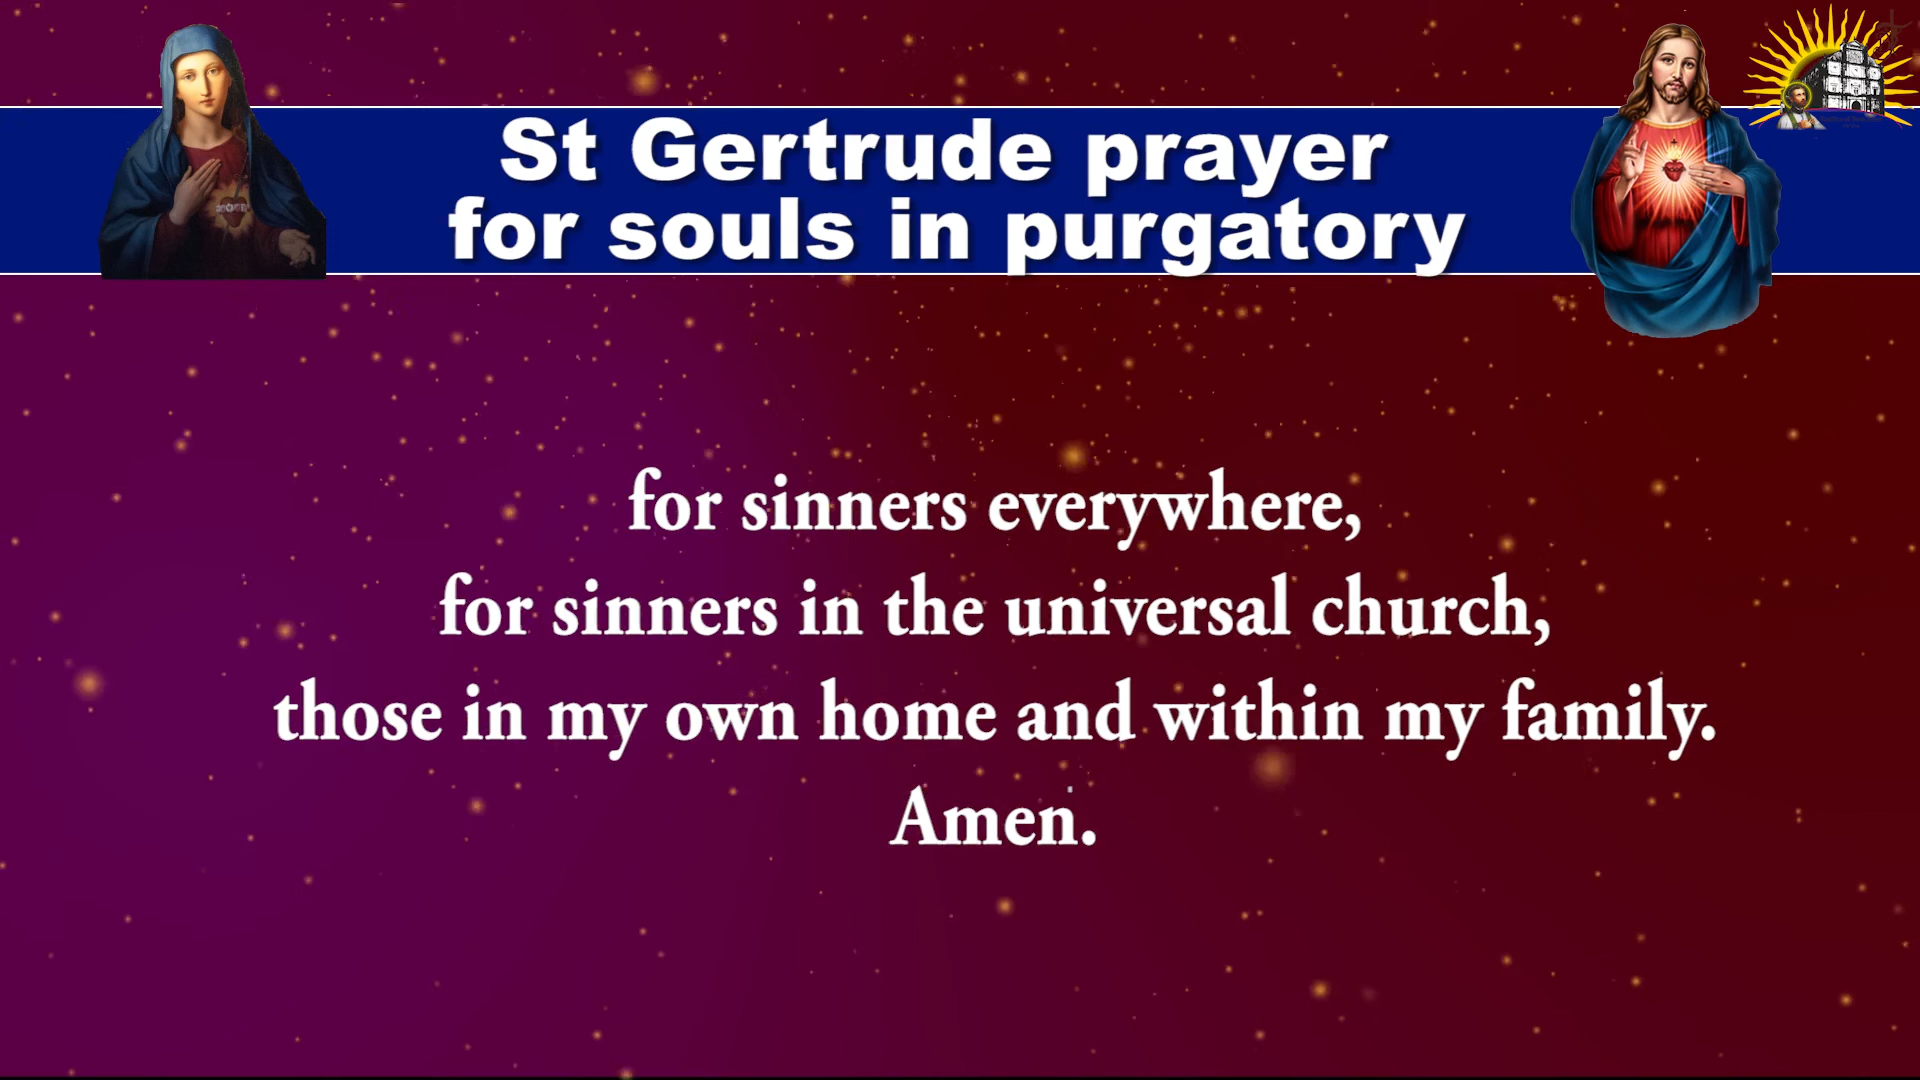 St Gertrude prayer
for souls in purgatory
for sinners everywhere,
for sinners in the universal church,
those in my own home and within my family.
Amen.